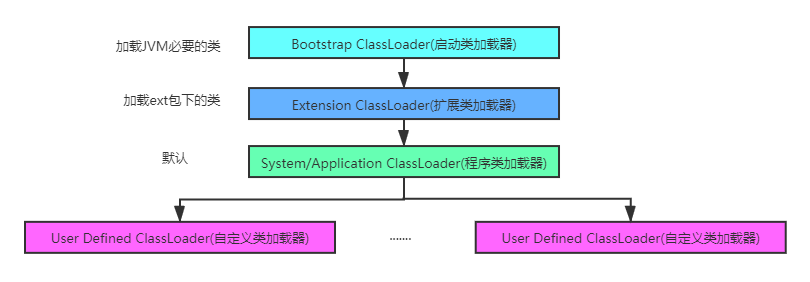 加载JVM必要的类
Bootstrap ClassLoader(启动类加载器)
加载ext包下的类
Extension ClassLoader(扩展类加载器)
默认
System/Application ClassLoader(程序类加载器)
User Defined ClassLoader(自定义类加载器)
.......
User Defined ClassLoader(自定义类加载器)